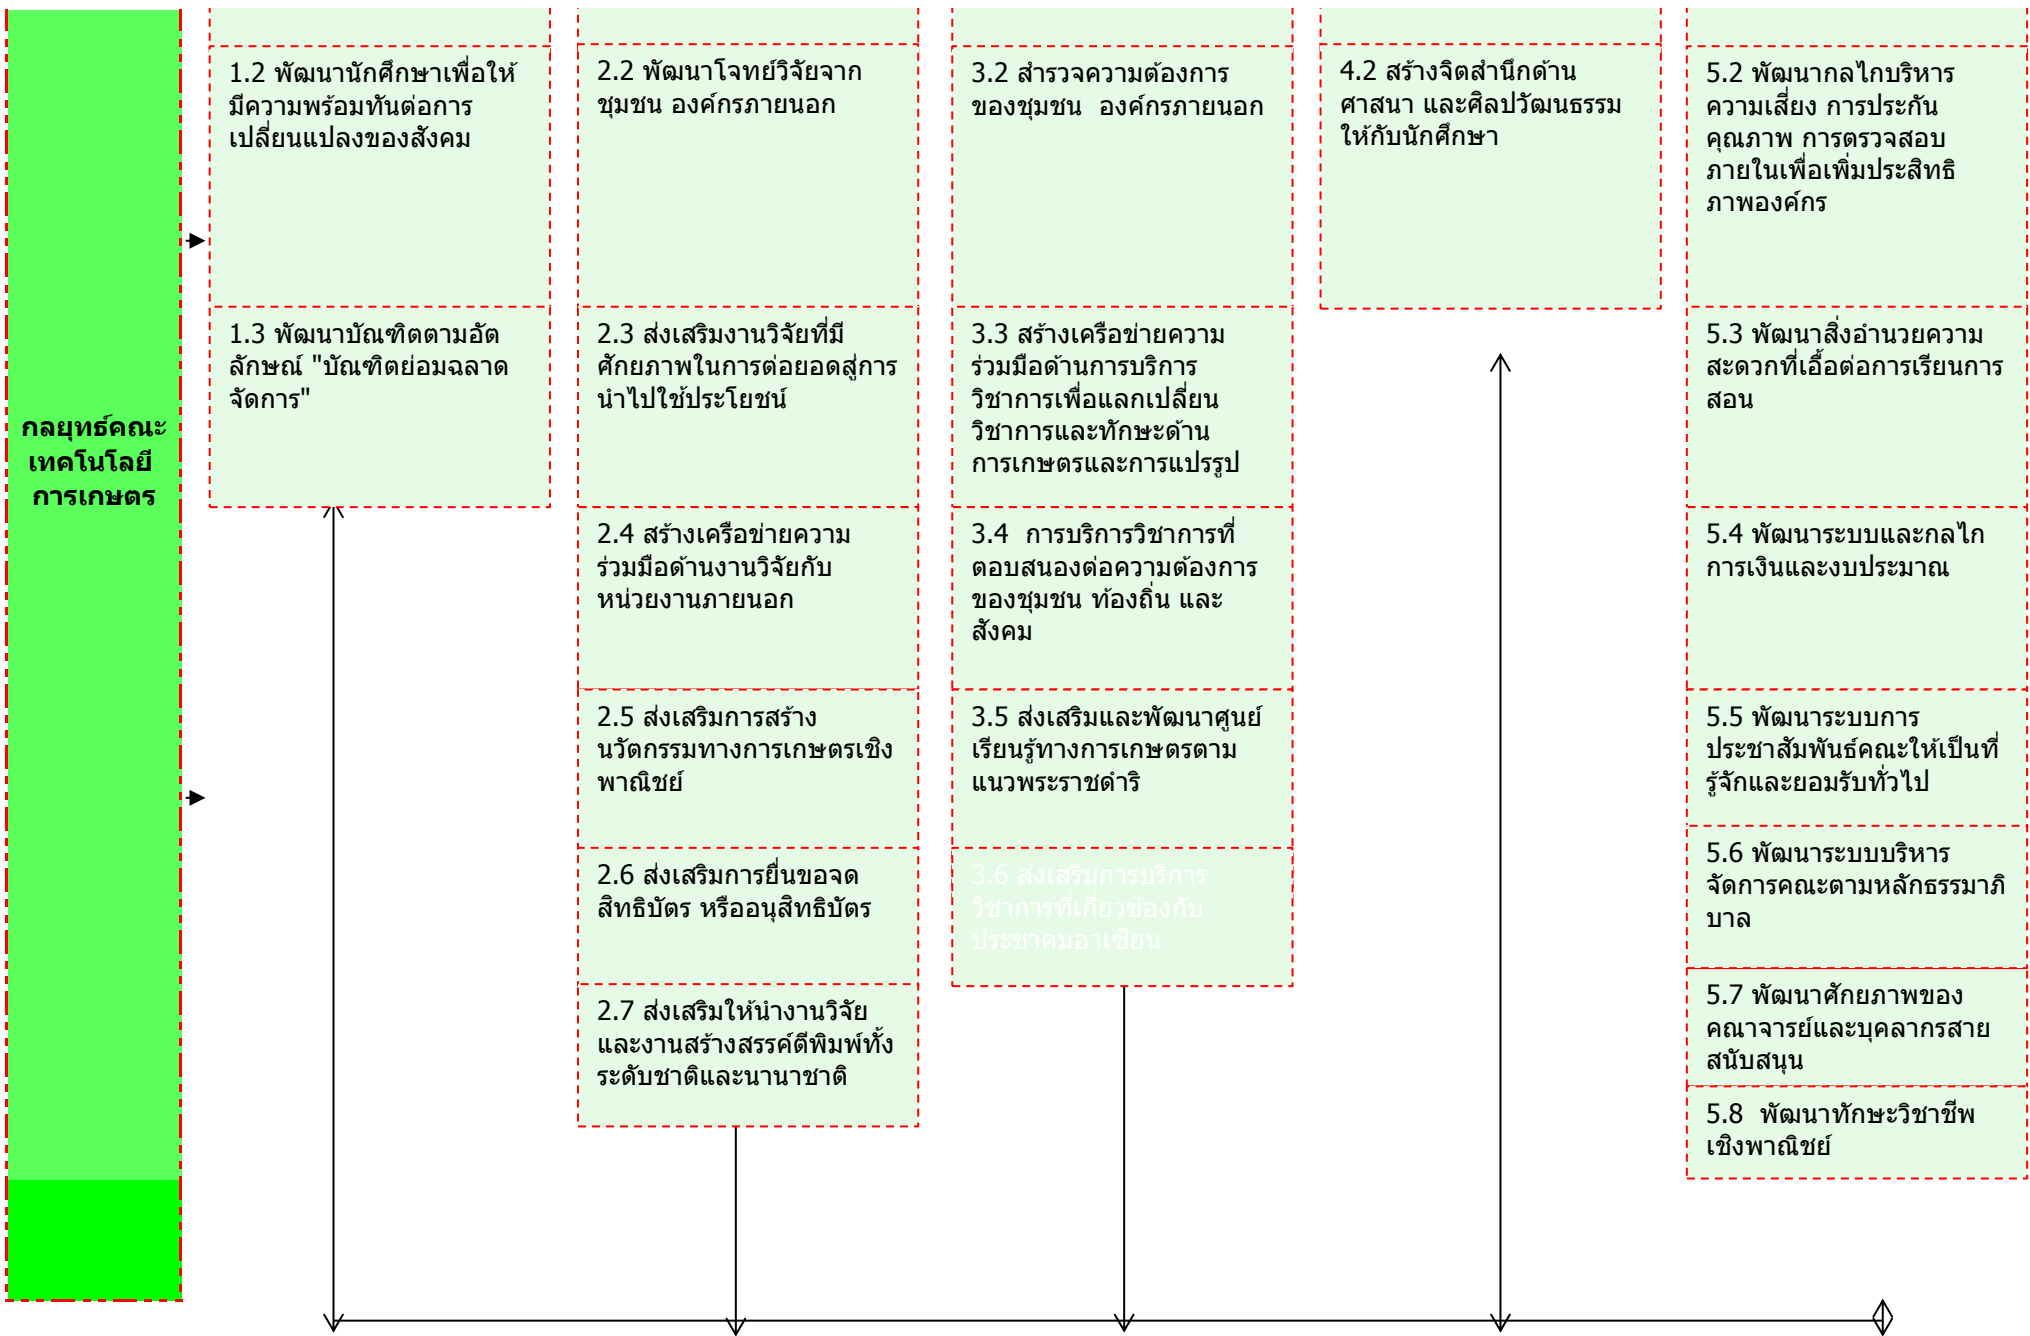 กลยุทธ์คณะ
เทคโนโลยี
การเกษตร
1.2 พัฒนานักศึกษาเพื่อให้
มีความพร้อมทันต่อการ
เปลี่ยนแปลงของสังคม
1.3 พัฒนาบัณฑิตตามอัต
ลักษณ์ "บัณฑิตย่อมฉลาด
จัดการ"
2.2 พัฒนาโจทย์วิจัยจาก
ชุมชน องค์กรภายนอก
2.3 ส่งเสริมงานวิจัยที่มี
ศักยภาพในการต่อยอดสู่การ
นำไปใช้ประโยชน์
2.4 สร้างเครือข่ายความ
ร่วมมือด้านงานวิจัยกับ
หน่วยงานภายนอก
2.5 ส่งเสริมการสร้าง
นวัตกรรมทางการเกษตรเชิง
พาณิชย์
2.6 ส่งเสริมการยื่นขอจด
สิทธิบัตร หรืออนุสิทธิบัตร
2.7 ส่งเสริมให้นำงานวิจัย
และงานสร้างสรรค์ตีพิมพ์ทั้ง
ระดับชาติและนานาชาติ
3.2 สำรวจความต้องการ
ของชุมชน  องค์กรภายนอก
3.3 สร้างเครือข่ายความ
ร่วมมือด้านการบริการ
วิชาการเพื่อแลกเปลี่ยน
วิชาการและทักษะด้าน
การเกษตรและการแปรรูป
3.4  การบริการวิชาการที่
ตอบสนองต่อความต้องการ
ของชุมชน ท้องถิ่น และ
สังคม
3.5 ส่งเสริมและพัฒนาศูนย์
เรียนรู้ทางการเกษตรตาม
แนวพระราชดำริ
3.6 ส่งเสริมการบริการ
วิชาการที่เกี่ยวข้องกับ
ประชาคมอาเซียน
4.2 สร้างจิตสำนึกด้าน
ศาสนา และศิลปวัฒนธรรม
ให้กับนักศึกษา
5.2 พัฒนากลไกบริหาร
ความเสี่ยง การประกัน
คุณภาพ การตรวจสอบ
ภายในเพื่อเพิ่มประสิทธิ
ภาพองค์กร
5.3 พัฒนาสิ่งอำนวยความ
สะดวกที่เอื้อต่อการเรียนการ
สอน
5.4 พัฒนาระบบและกลไก
การเงินและงบประมาณ
5.5 พัฒนาระบบการ
ประชาสัมพันธ์คณะให้เป็นที่
รู้จักและยอมรับทั่วไป
5.6 พัฒนาระบบบริหาร
จัดการคณะตามหลักธรรมาภิ
บาล
5.7 พัฒนาศักยภาพของ
คณาจารย์และบุคลากรสาย
สนับสนุน
5.8  พัฒนาทักษะวิชาชีพ
เชิงพาณิชย์